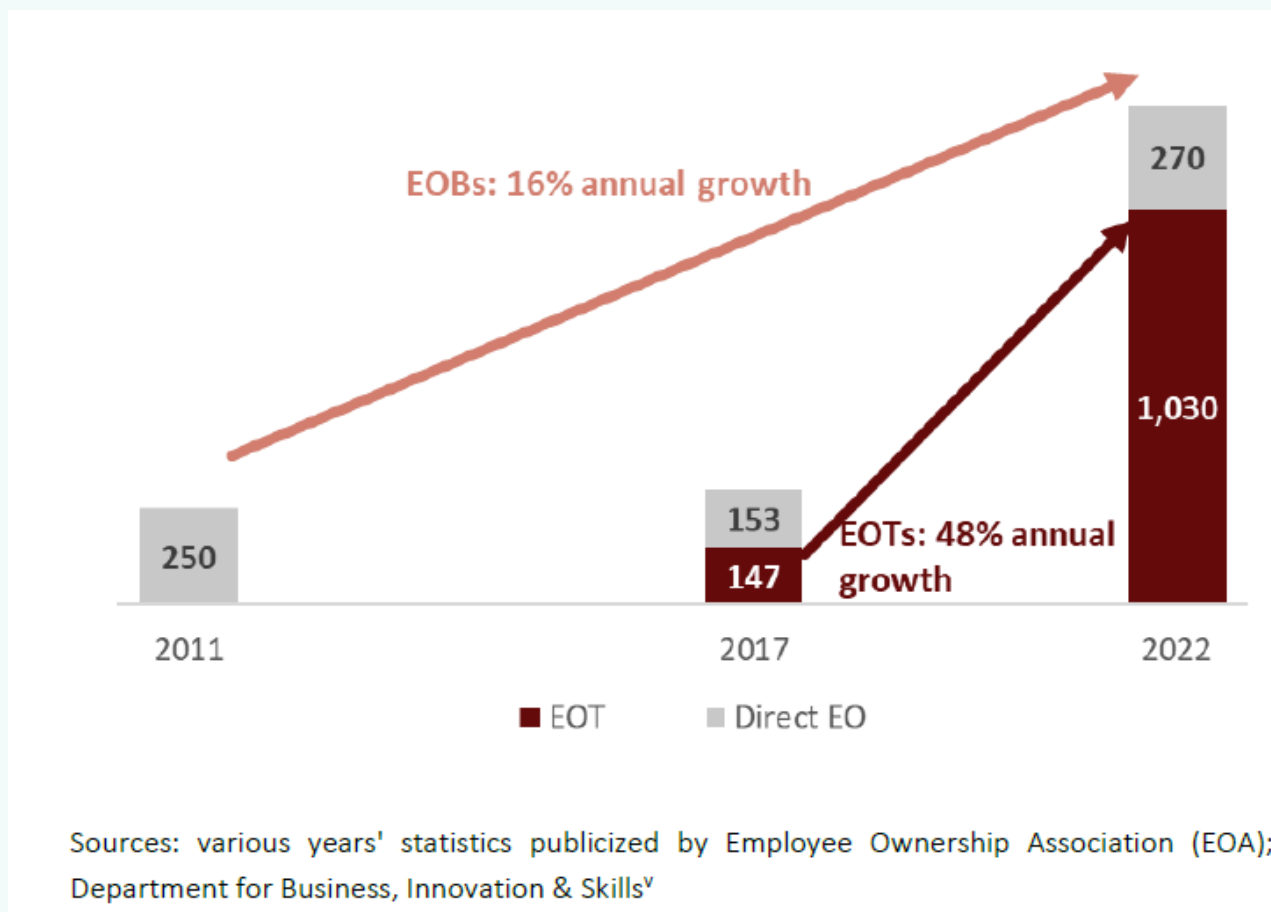 270
EOBs: 16% annual growth
1,030
250
153
147
EOTs: 48% annual
growth
2011
2017
2022
EOT
Direct EO
Sources: various years' statistics publicized by Employee Ownership Association (EOA);
Department for Business, Innovation & Skillsᵛ